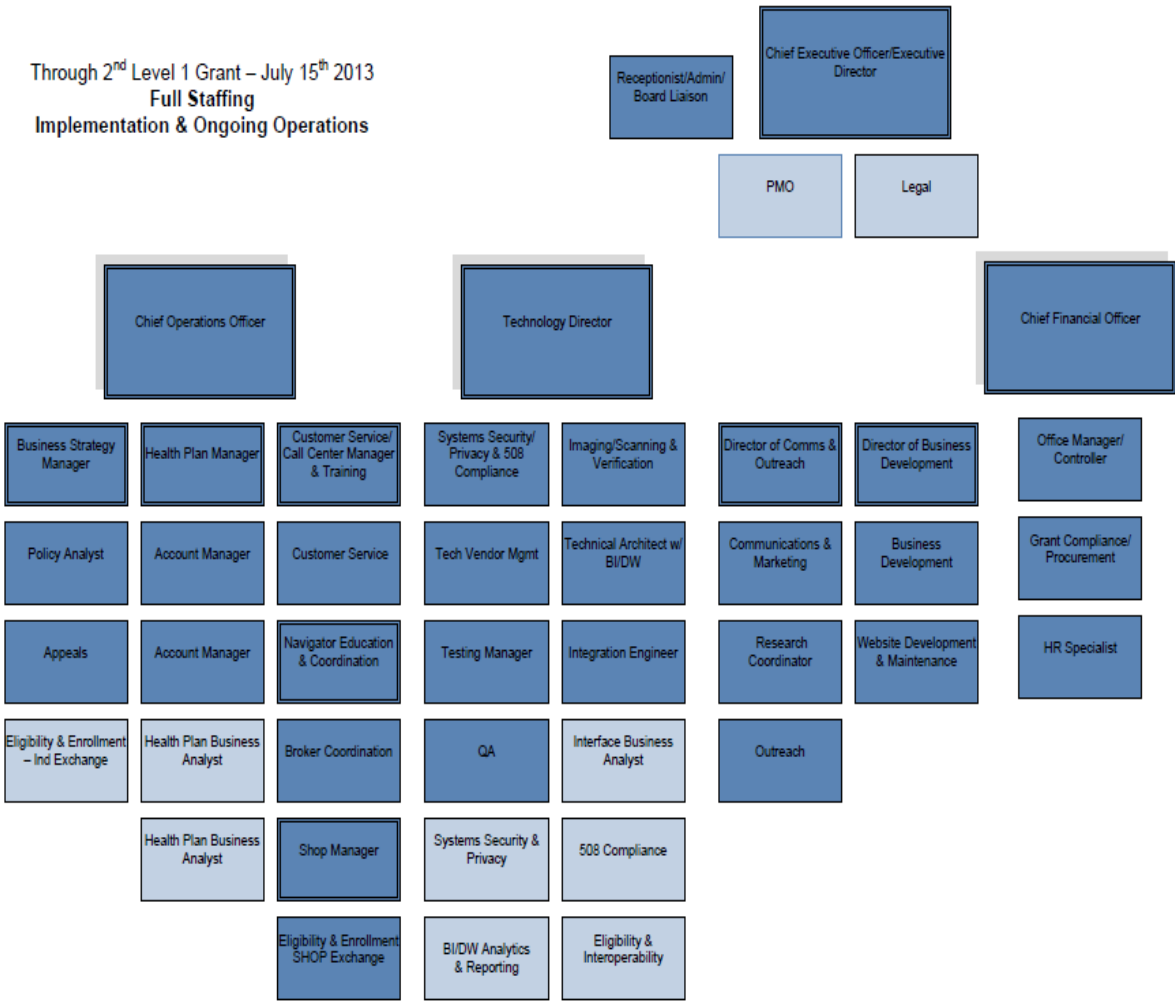 Through 2nd Level 1 Grant – July 15th 2013
Full Staffing
Implementation & Ongoing Operations
Receptionist/Admin/
Board Liaison
Chief Executive Officer/Executive
Director
PMO
Legal
Chief Operations Officer
Technology Director
Chief Financial Officer
Business Strategy
Manager
Health Plan Manager
Customer Service/
Call Center Manager
& Training
Systems Security/
Privacy & 508
Compliance
Imaging/Scanning &
Verification
Director of Comms &
Outreach
Director of Business
Development
Office Manager/
Controller
Policy Analyst
Account Manager
Customer Service
Tech Vendor Mgmt
Technical Architect w/
BI/DW
Communications &
Marketing
Business
Development
Grant Compliance/
Procurement
Appeals
Account Manager
Navigator Education
& Coordination
Testing Manager
Integration Engineer
Research
Coordinator
Website Development
& Maintenance
HR Specialist
Eligibility & Enrollment
– Ind Exchange
Health Plan Business
Analyst
Broker Coordination
QA
Interface Business
Analyst
Outreach
Health Plan Business
Analyst
Shop Manager
Systems Security &
Privacy
508 Compliance
Eligibility & Enrollment
SHOP Exchange
BI/DW Analytics
& Reporting
Eligibility &
Interoperability